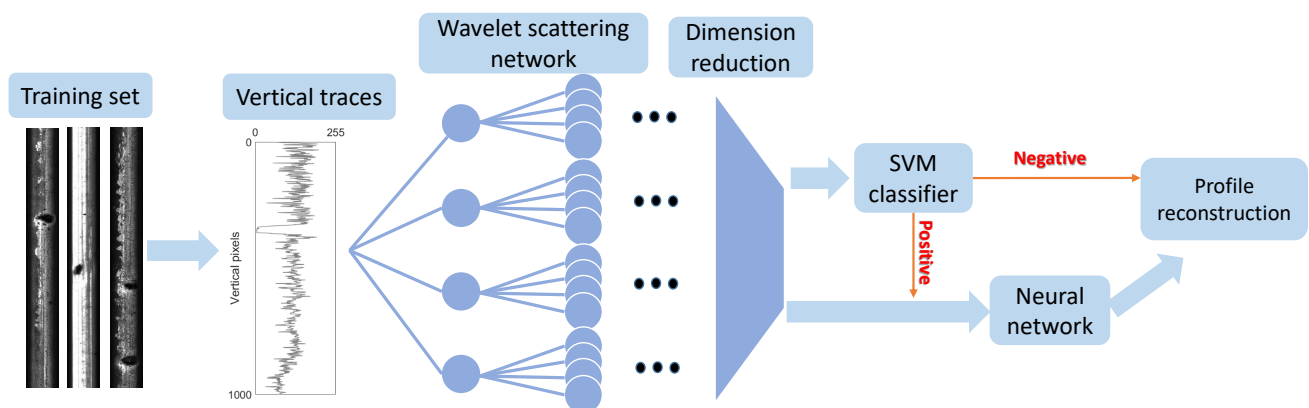 Training set
Vertical traces
0
255
0
Vertical pixels
1000
Wavelet scattering
network
Dimension
reduction
SVM
classifier
Negative
Positive
Neural
network
Profile
reconstruction